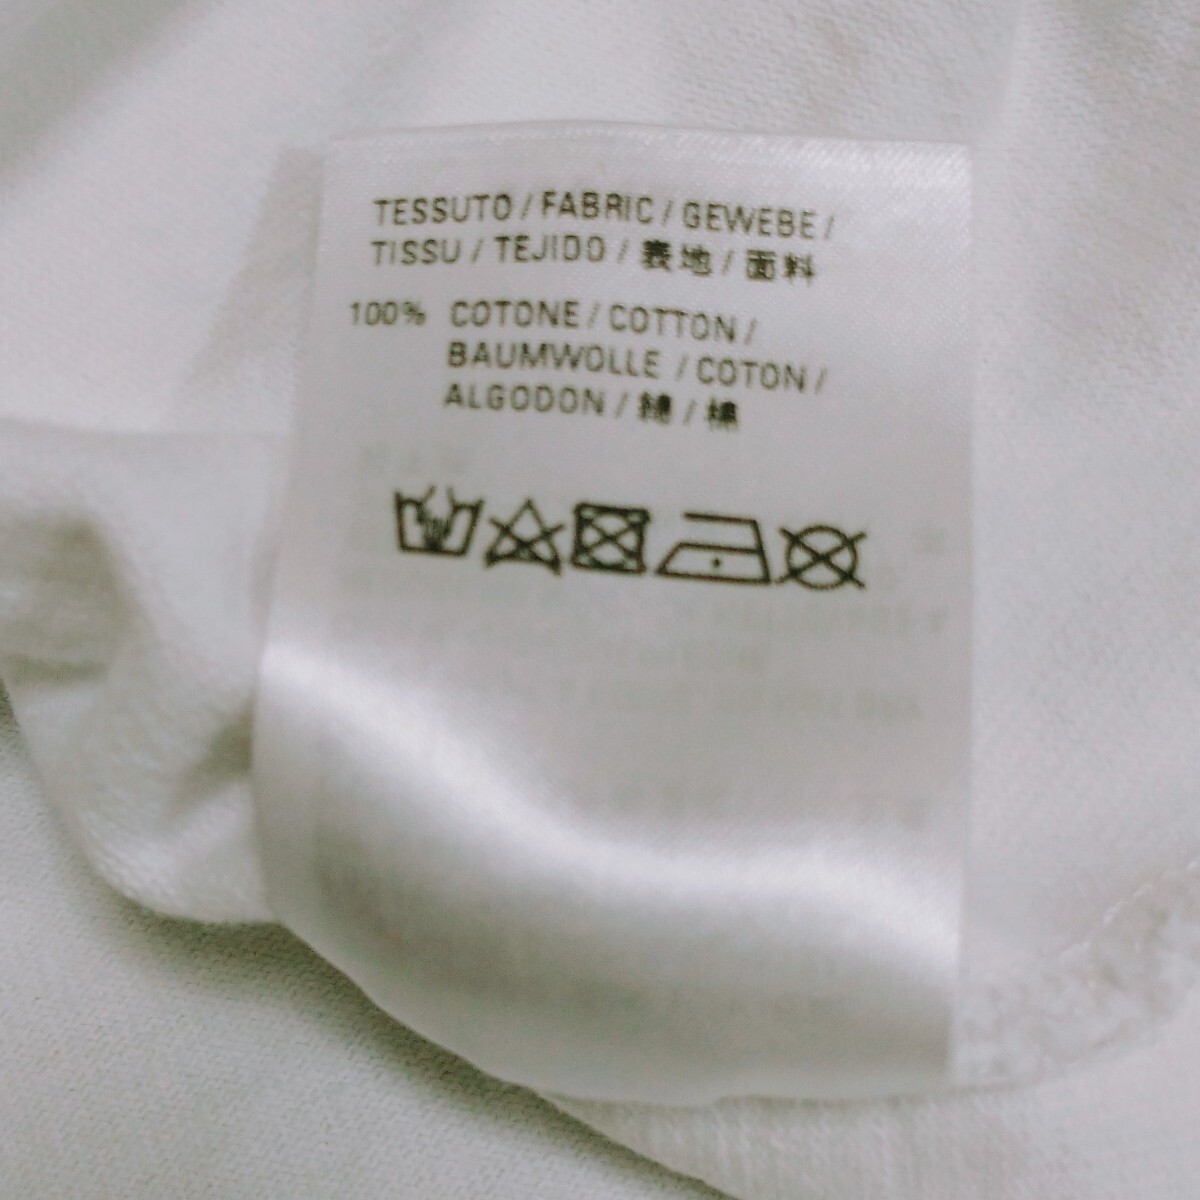 TESSUTO / FABRIC / GEWEBE /
TISSU / TEJIDO / 表地 / 面料
100% COTONE / COTTON /
BAUMWOLLE / COTON /
ALGODON / 綿 / 棉